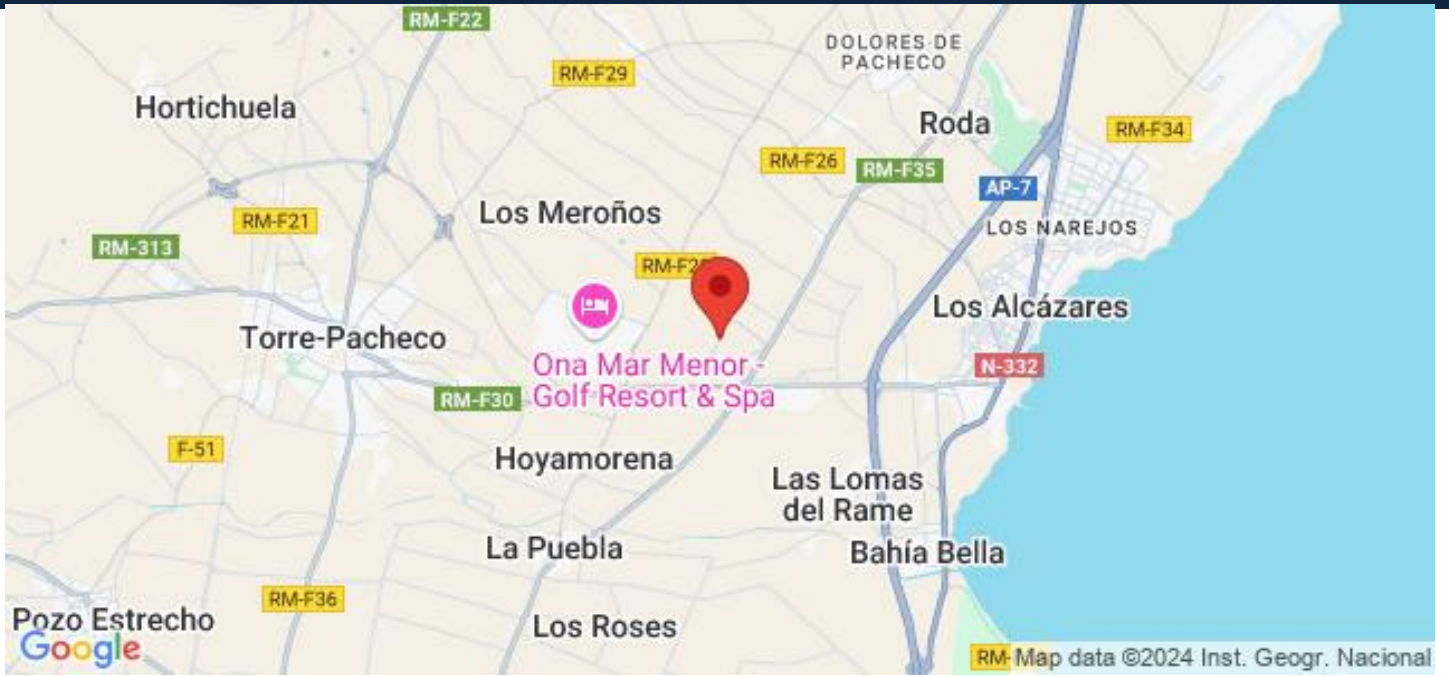 RM-F22
DOLORES DE
PACHECO
RM-F29
Hortichuela
Roda
RM-F34
RM-F26
RM-F35
AP-7
Los Meroños
RM-F21
LOS NAREJOS
RM-313
Los Alcázares
Torre-Pacheco
Ona Mar Menor -
Golf Resort & Spa
N-332
RM-F30
F-51
Hoyamorena
Las Lomas
del Rame
La Puebla
Bahía Bella
RM-F36
Pozo Estrecho
Los Roses
Google
Map data ©2024 Inst. Geogr. Nacional